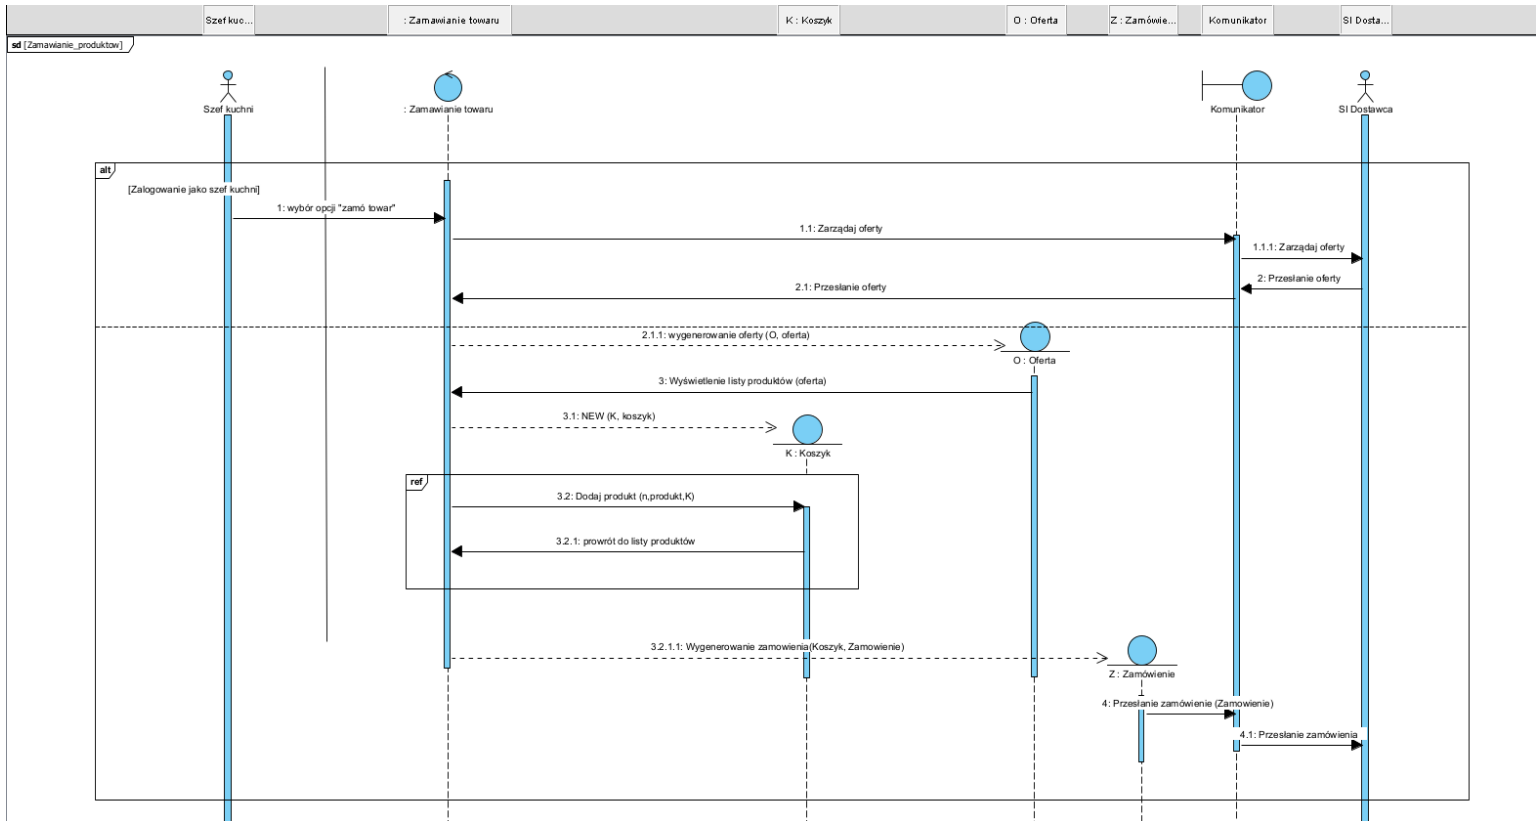 Szef kuc...
: Zamawianie towaru
K : Koszyk
O : Oferta
Z : Zamówie...
Komunikator
SI Dosta...
sd [Zamawianie_produktow]
Szef kuchni
: Zamawianie towaru
Komunikator
SI Dostawca
alt
[Zalogowanie jako szef kuchni]
1: wybór opcji "zamó towar"
1.1: Zarządaj oferty
1.1.1: Zarządaj oferty
2: Przesłanie oferty
2.1: Przesłanie oferty
2.1.1: wygenerowanie oferty (O, oferta)
O : Oferta
3: Wyświetlenie listy produktów (oferta)
3.1: NEW (K, koszyk)
K : Koszyk
ref
3.2: Dodaj produkt (n,produkt,K)
3.2.1: prowrót do listy produktów
3.2.1.1: Wygenerowanie zamowienia(Koszyk, Zamowienie)
Z : Zamówienie
4: Przesłanie zamówienie (Zamowienie)
4.1: Przesłanie zamówienia